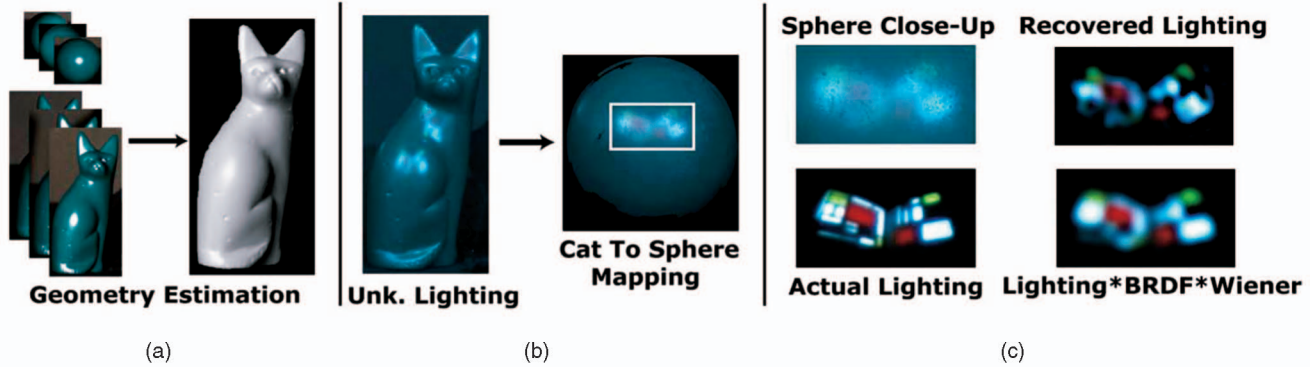 Geometry Estimation
(a)
Unk. Lighting
Cat To Sphere
Mapping
(b)
Sphere Close-Up
Recovered Lighting
Actual Lighting
Lighting*BRDF*Wiener
(c)